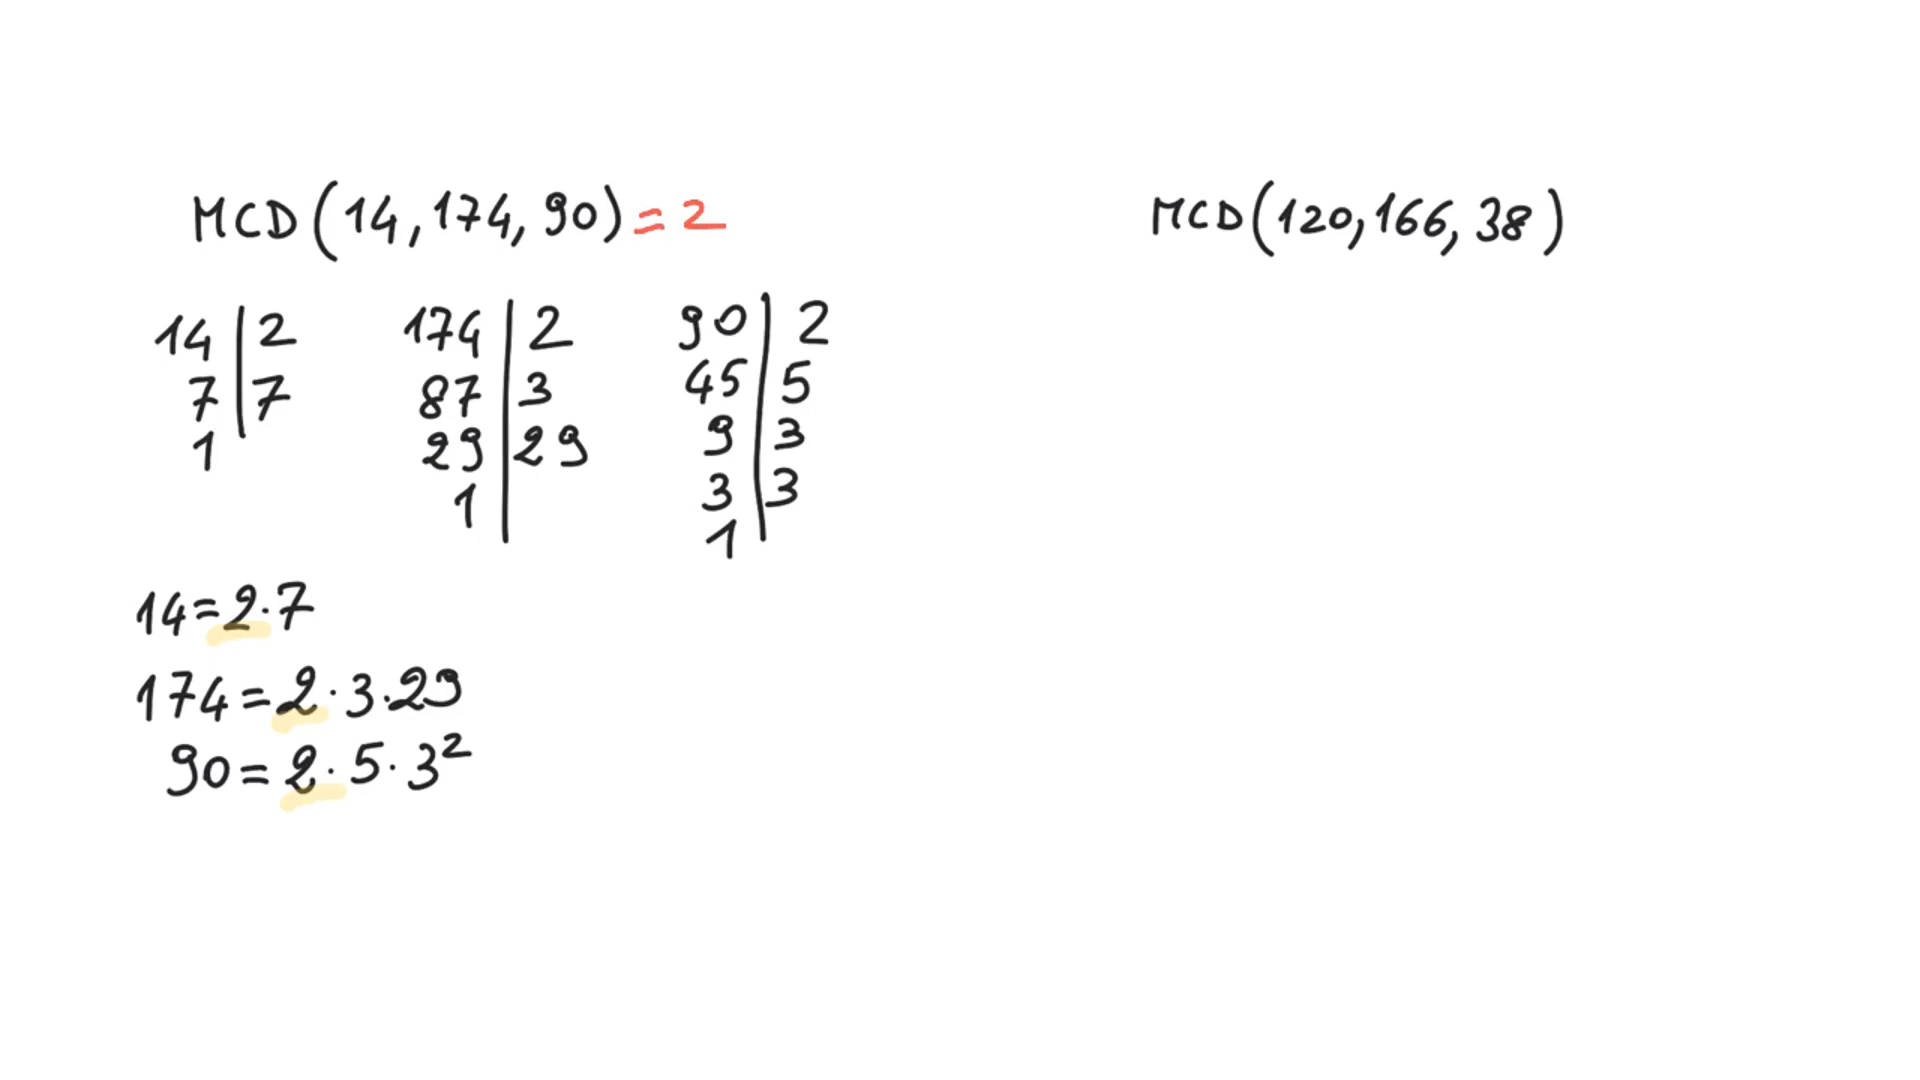 MCD(14,174,90)=2
14|2 174|2 90|2
7|7 87|3 45|5
1 29|29 9|3
1 3|3
1
14=2·7
174=2·3·29
90=2·5·3²
MCD(120,166,38)